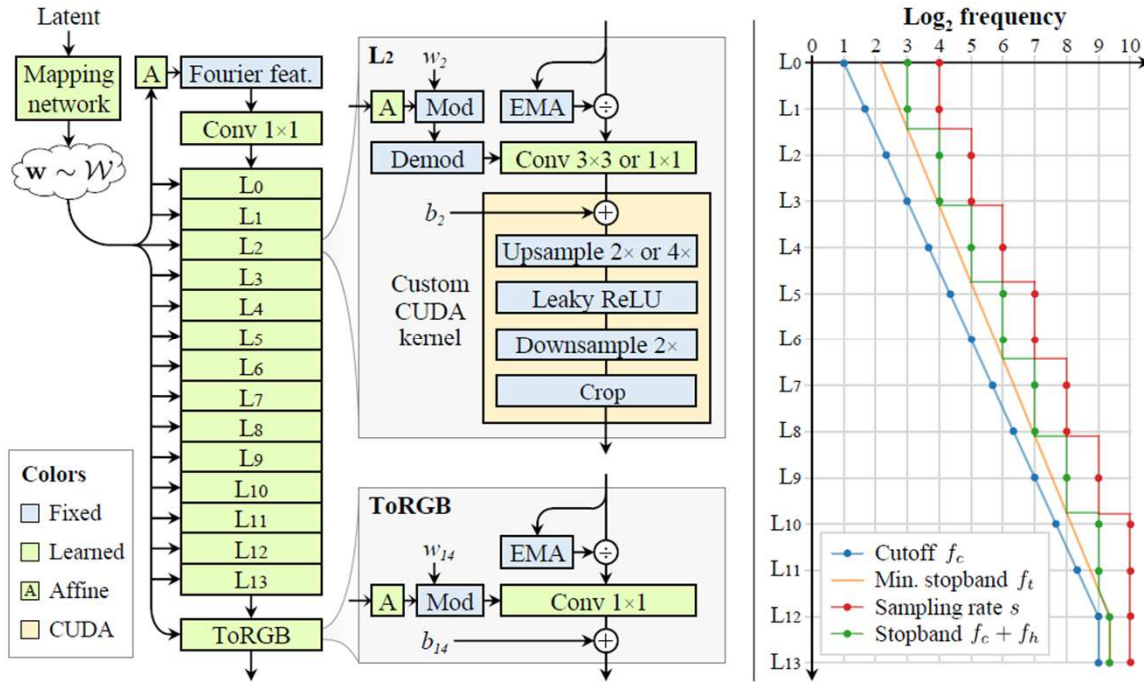 Latent
Mapping
network
w ~ W
A
Fourier feat.
Conv 1×1
L0
L1
L2
L3
L4
L5
L6
L7
L8
L9
L10
L11
L12
L13
ToRGB
Colors
Fixed
Learned
A Affine
CUDA
L2
w2
A
Mod
EMA
÷
Demod
Conv 3×3 or 1×1
b2
+
Upsample 2× or 4×
Leaky ReLU
Downsample 2×
Crop
Custom
CUDA
kernel
ToRGB
w14
EMA
÷
A
Mod
Conv 1×1
b14
+
Log2 frequency
0 1 2 3 4 5 6 7 8 9 10
L0
L1
L2
L3
L4
L5
L6
L7
L8
L9
L10
L11
L12
L13
Cutoff fc
Min. stopband ft
Sampling rate s
Stopband fc + fh